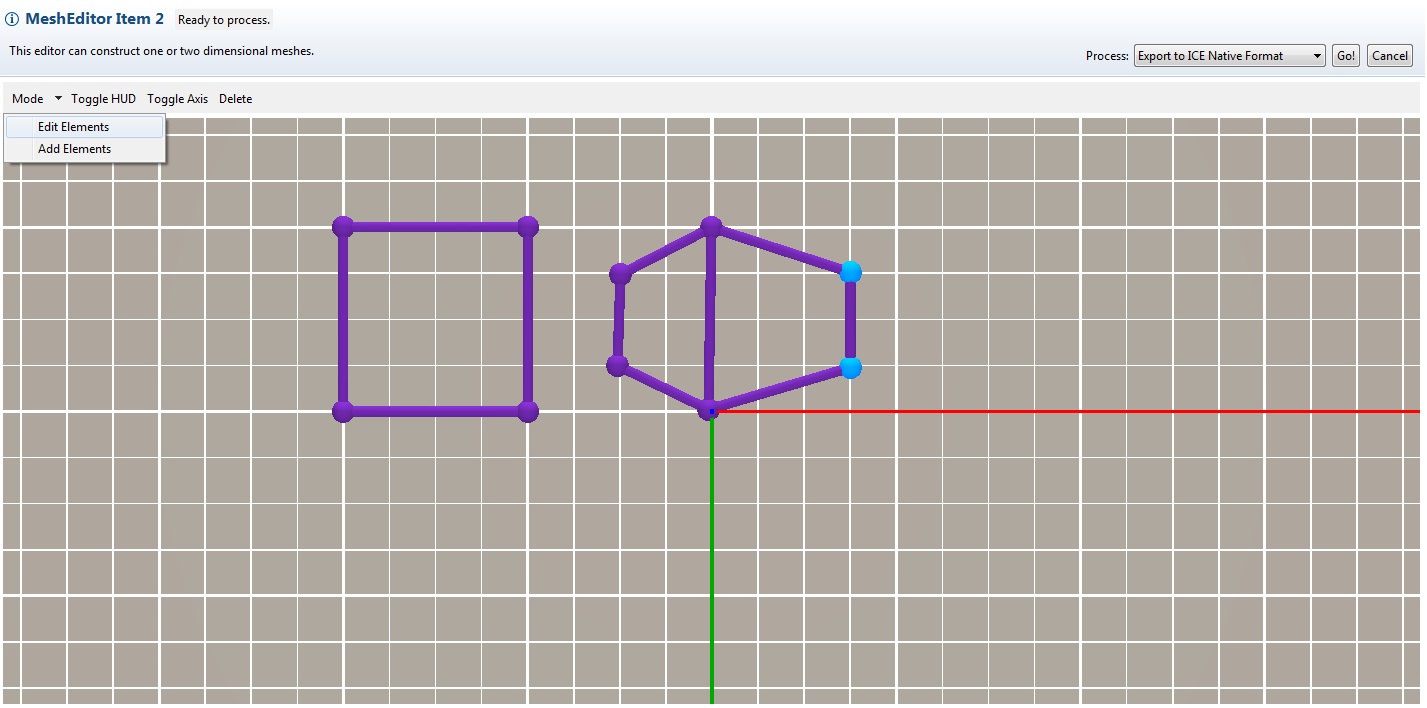 MeshEditor Item 2 Ready to process.
This editor can construct one or two dimensional meshes.
Process: Export to ICE Native Format Go! Cancel
Mode Toggle HUD Toggle Axis Delete
Edit Elements
Add Elements